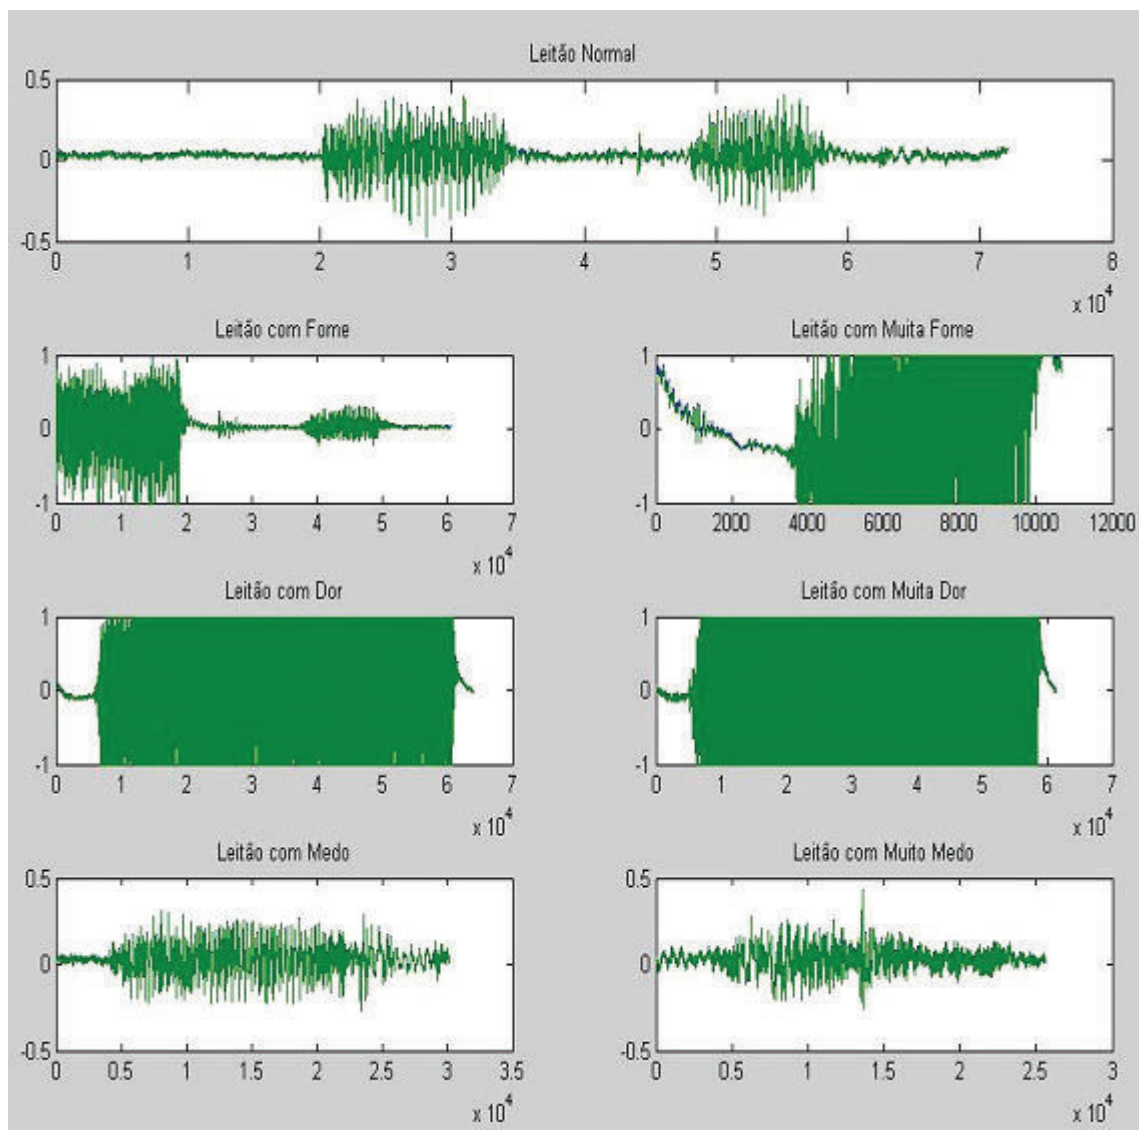 Leitão Normal
0.5
0
-0.5
0 1 2 3 4 5 6 7 8
x 10^4
Leitão com Fome
Leitão com Muita Fome
1
0
-1
0 1 2 3 4 5 6 7
x 10^4
1
0
-1
0 2000 4000 6000 8000 10000 12000
Leitão com Dor
Leitão com Muita Dor
1
0
-1
0 1 2 3 4 5 6 7
x 10^4
1
0
-1
0 1 2 3 4 5 6 7
x 10^4
Leitão com Medo
Leitão com Muito Medo
0.5
0
-0.5
0 0.5 1 1.5 2 2.5 3 3.5
x 10^4
0.5
0
-0.5
0 0.5 1 1.5 2 2.5 3
x 10^4